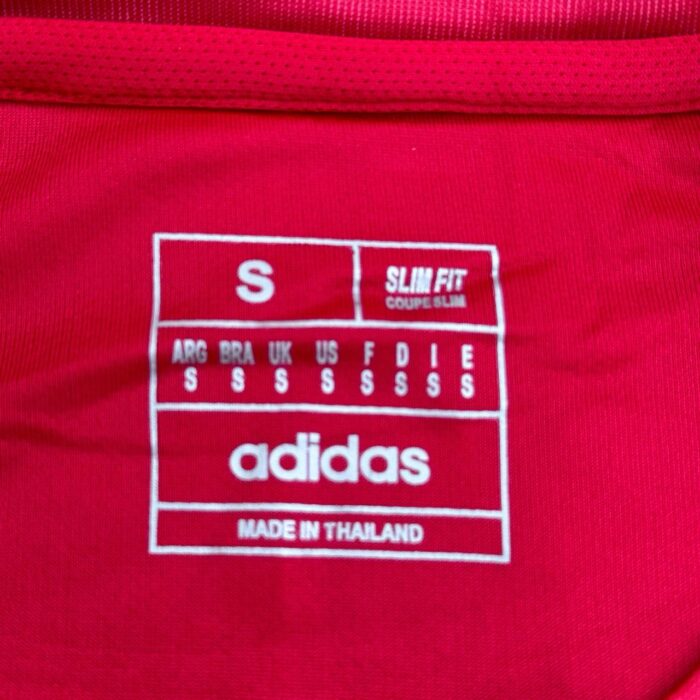 S
SLIM FIT
COUPE SLIM
ARG BRA UK US F D I E
S S S S S S S S
adidas
MADE IN THAILAND